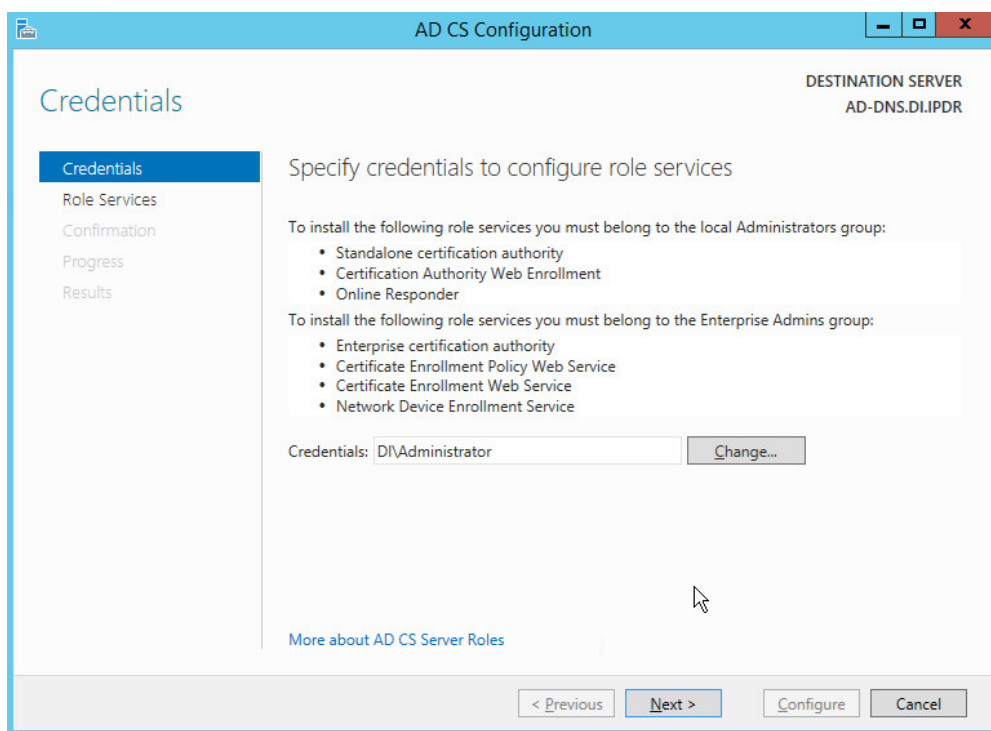 AD CS Configuration
Credentials
DESTINATION SERVER
AD-DNS.DI.IPDR
Credentials
Role Services
Confirmation
Progress
Results
Specify credentials to configure role services
To install the following role services you must belong to the local Administrators group:
• Standalone certification authority
• Certification Authority Web Enrollment
• Online Responder
To install the following role services you must belong to the Enterprise Admins group:
• Enterprise certification authority
• Certificate Enrollment Policy Web Service
• Certificate Enrollment Web Service
• Network Device Enrollment Service
Credentials: DI\Administrator Change...
More about AD CS Server Roles
< Previous Next > Configure Cancel